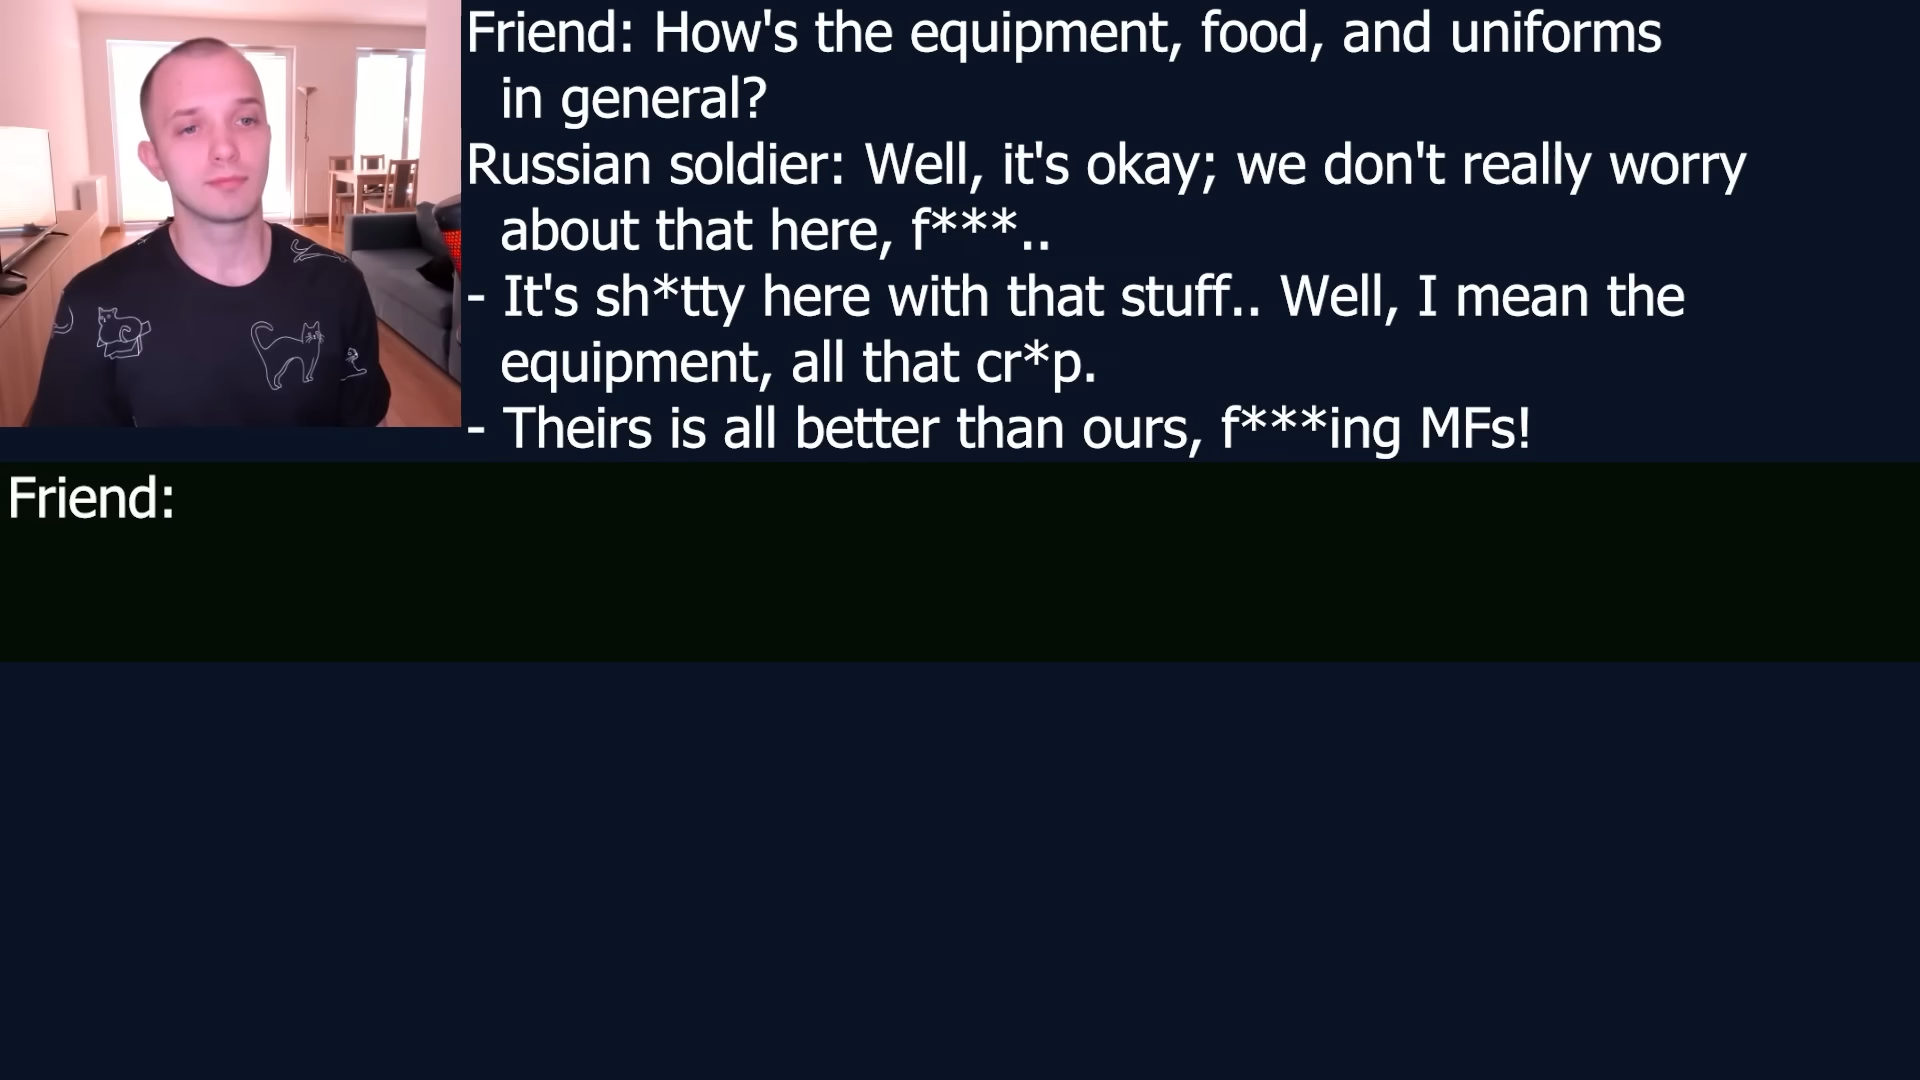 Friend: How's the equipment, food, and uniforms
in general?
Russian soldier: Well, it's okay; we don't really worry
about that here, f***..
- It's sh*tty here with that stuff.. Well, I mean the
equipment, all that cr*p.
- Theirs is all better than ours, f***ing MFs!
Friend: